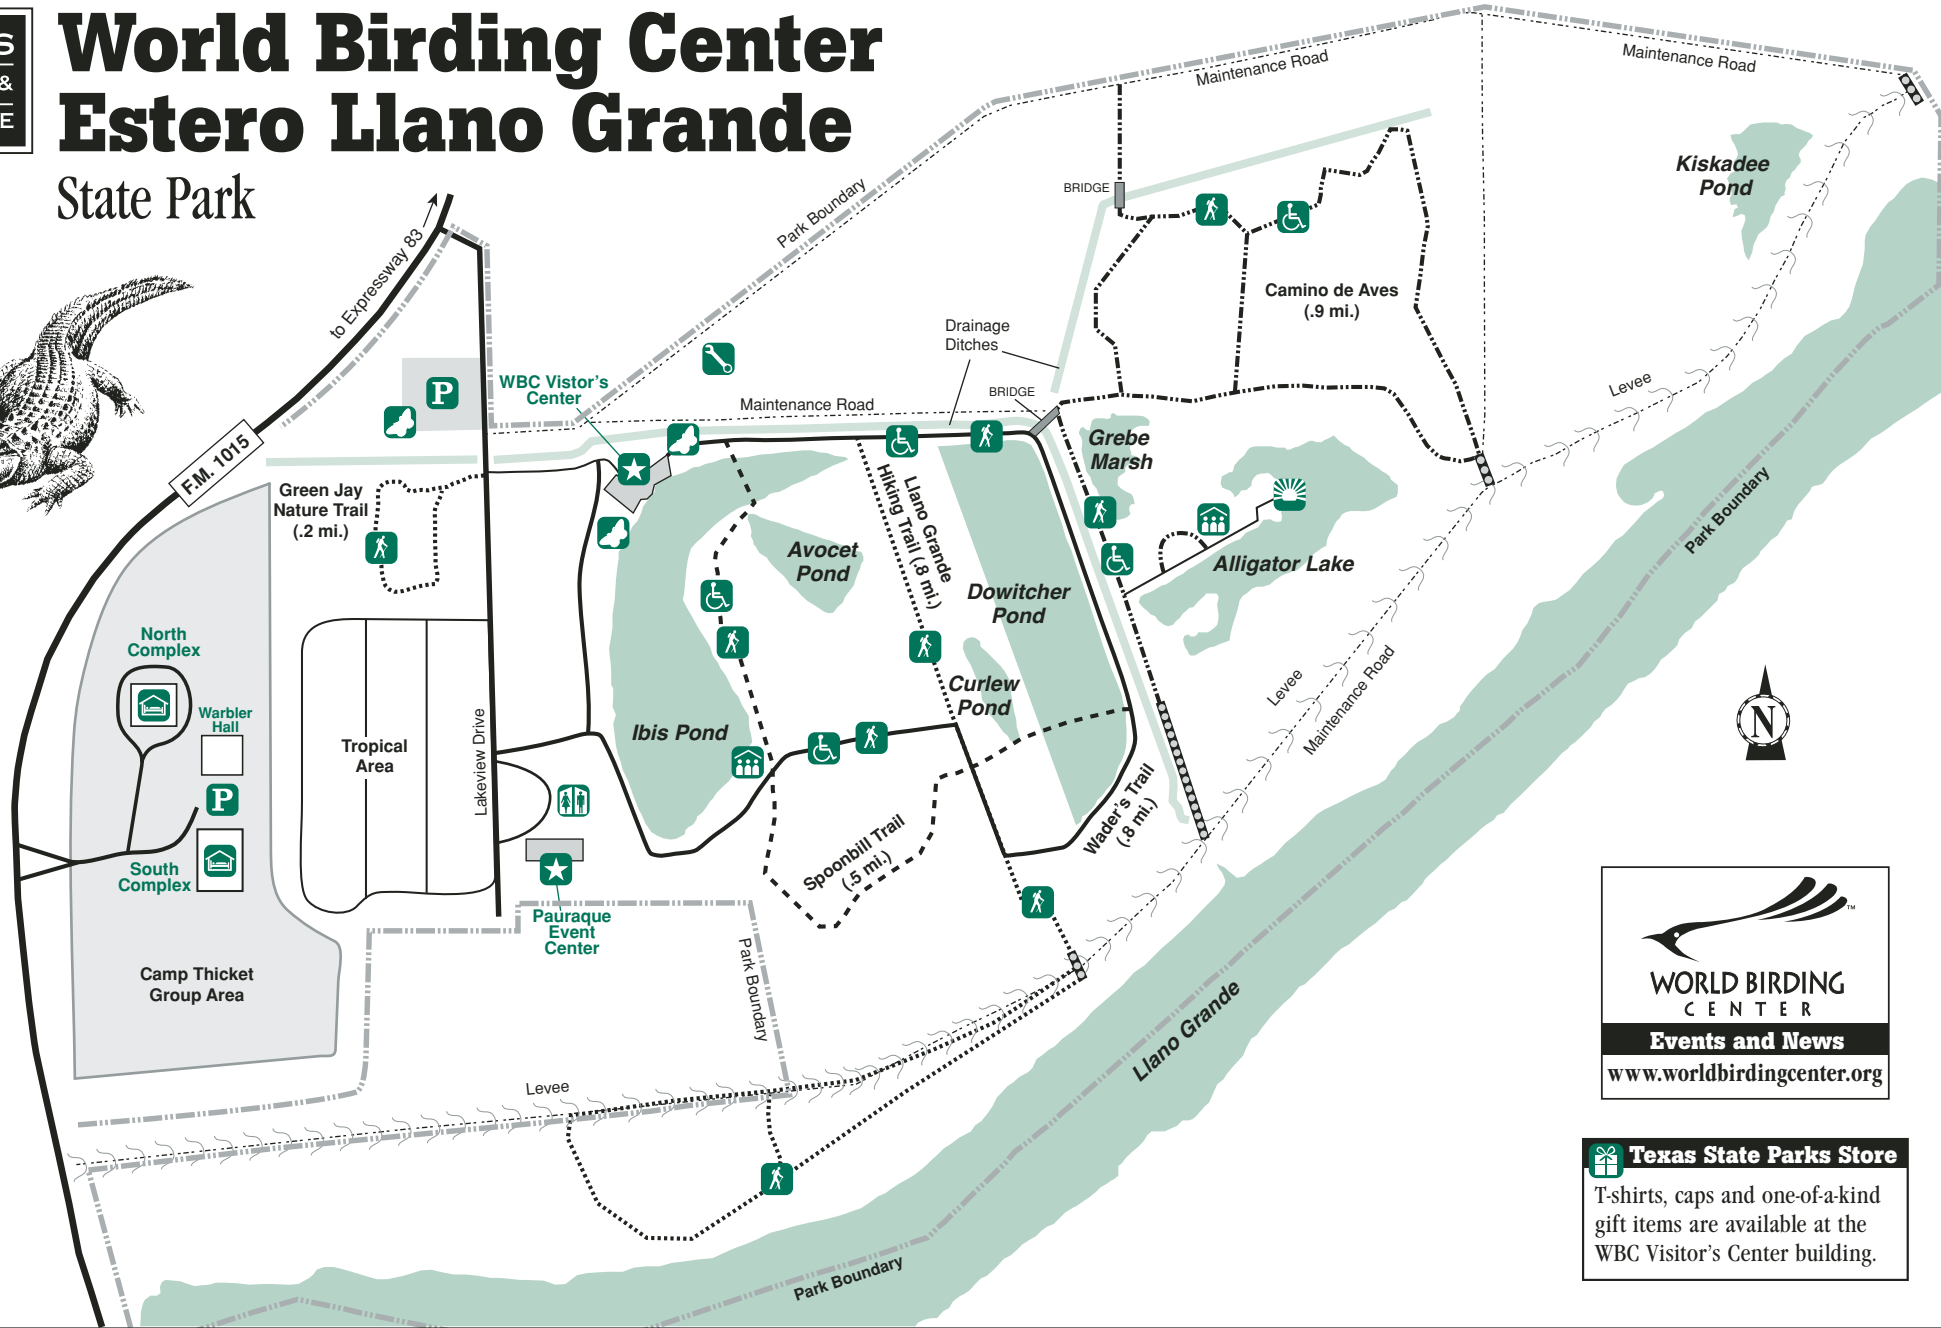 S
&
E
World Birding Center
Estero Llano Grande
State Park
to Expressway 83
F.M. 1015
Park Boundary
Maintenance Road
Maintenance Road
Kiskadee
Pond
BRIDGE
Camino de Aves
(.9 mi.)
Drainage
Ditches
BRIDGE
Maintenance Road
WBC Vistor's
Center
P
Green Jay
Nature Trail
(.2 mi.)
Levee
Grebe
Marsh
Llano Grande
Hiking Trail (.8 mi.)
Avocet
Pond
Alligator Lake
Park Boundary
Dowitcher
Pond
North
Complex
Warbler
Hall
P
South
Complex
Tropical
Area
Lakeview Drive
Ibis Pond
Curlew
Pond
Levee
Maintenance Road
N
Wader's Trail
(.8 mi.)
Spoonbill Trail
(.5 mi.)
Pauraque
Event
Center
Park Boundary
Camp Thicket
Group Area
Llano Grande
Levee
Park Boundary
TM
WORLD BIRDING
CENTER
Events and News
www.worldbirdingcenter.org
Texas State Parks Store
T-shirts, caps and one-of-a-kind
gift items are available at the
WBC Visitor's Center building.